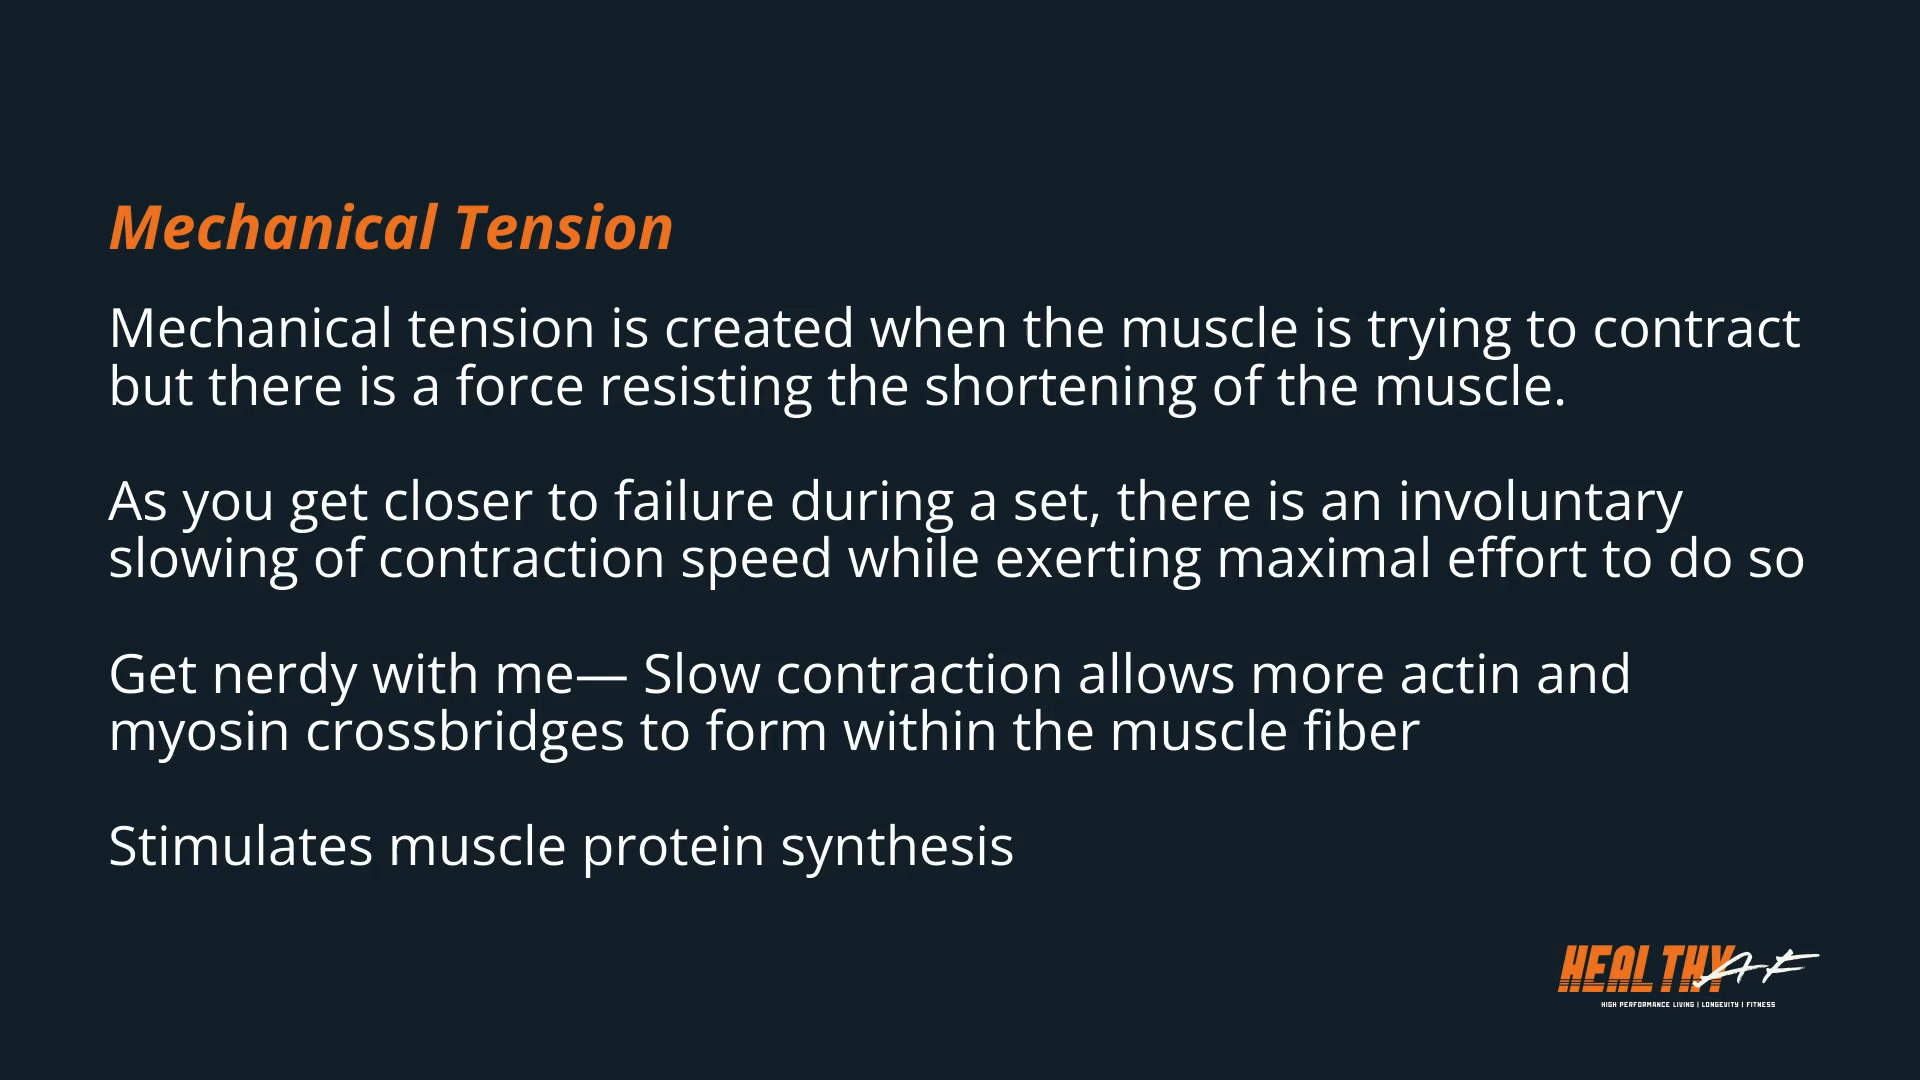 Mechanical Tension
Mechanical tension is created when the muscle is trying to contract
but there is a force resisting the shortening of the muscle.
As you get closer to failure during a set, there is an involuntary
slowing of contraction speed while exerting maximal effort to do so
Get nerdy with me— Slow contraction allows more actin and
myosin crossbridges to form within the muscle fiber
Stimulates muscle protein synthesis
HEALTHY AF
HIGH PERFORMANCE LIVING | LONGEVITY | FITNESS